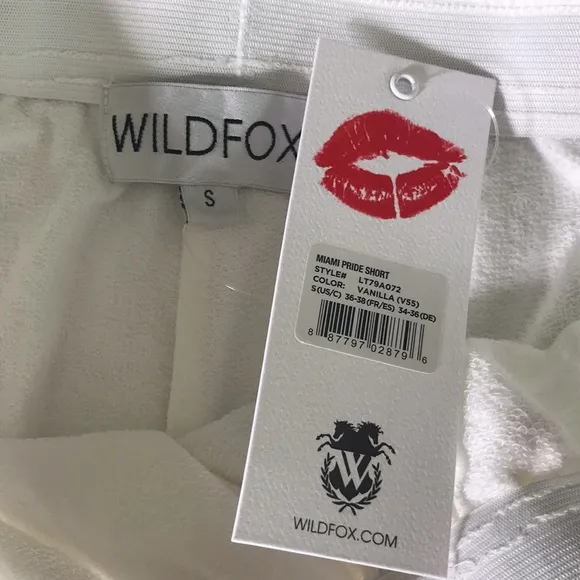 WILDFOX
S
MIAMI PRIDE SHORT
STYLE# LT79A072
COLOR: VANILLA (V55)
S(US/C) 36-38(FR/ES) 34-36(DE)
8 87797 02879 6
W
WILDFOX.COM